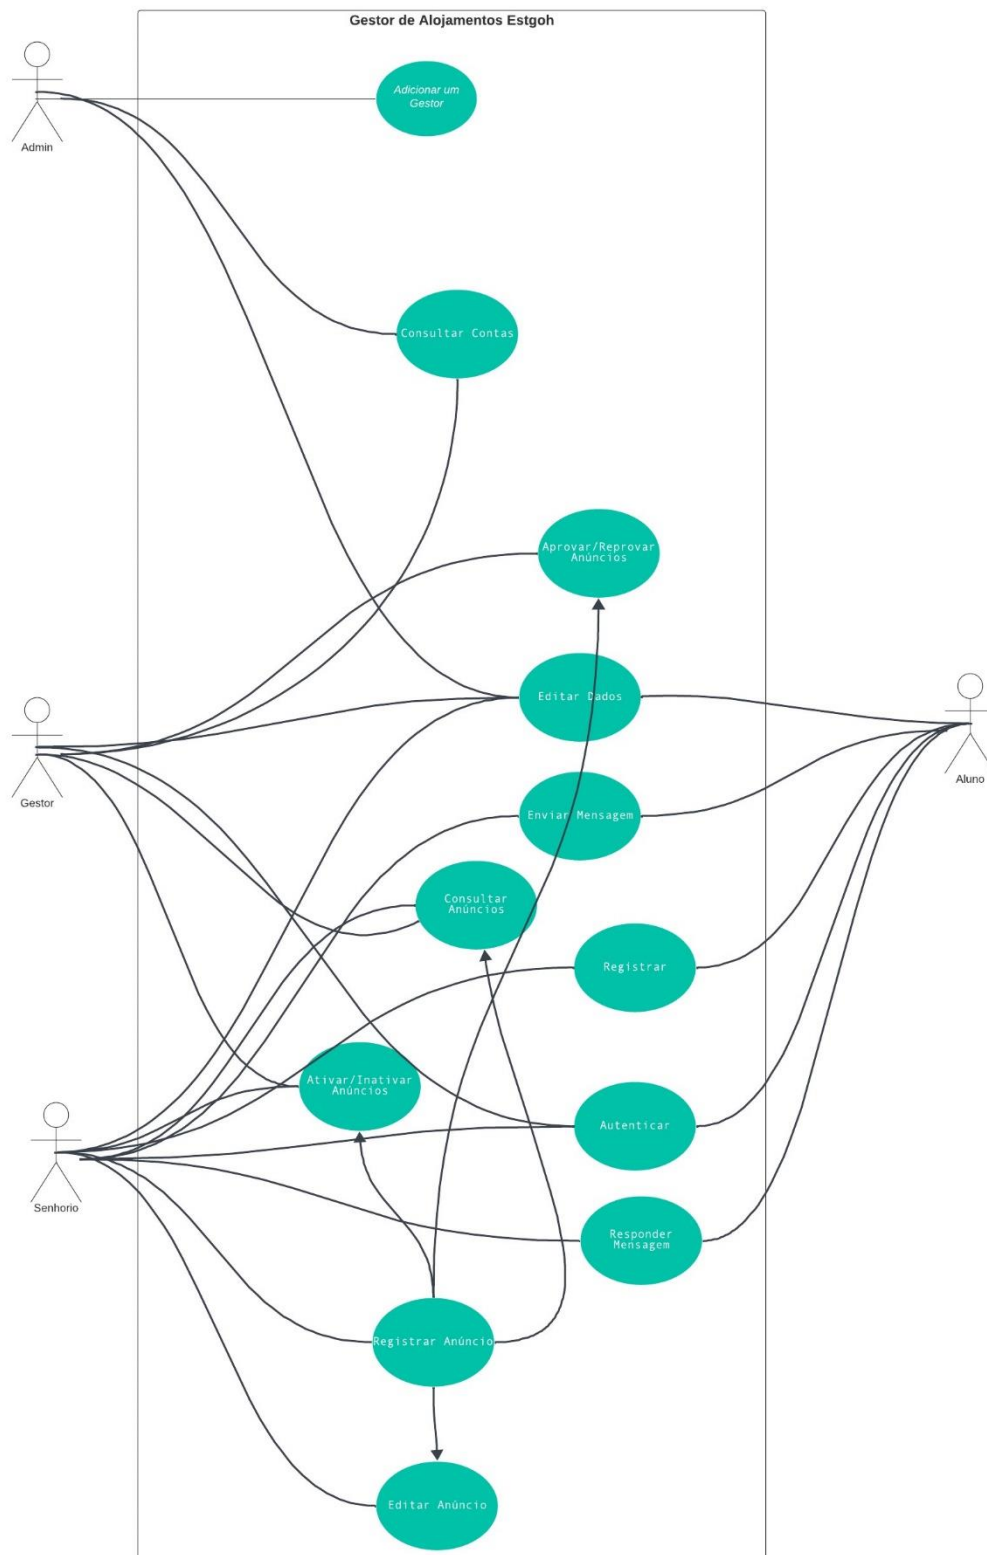 Gestor de Alojamentos Estgoh
Adicionar um
Gestor
Admin
Consultar Contas
Aprovar/Reprovar
Anúncios
Editar Dados
Gestor
Aluno
Enviar Mensagem
Consultar
Anúncios
Registrar
Ativar/Inativar
Anúncios
Autenticar
Senhorio
Responder
Mensagem
Registrar Anúncio
Editar Anúncio